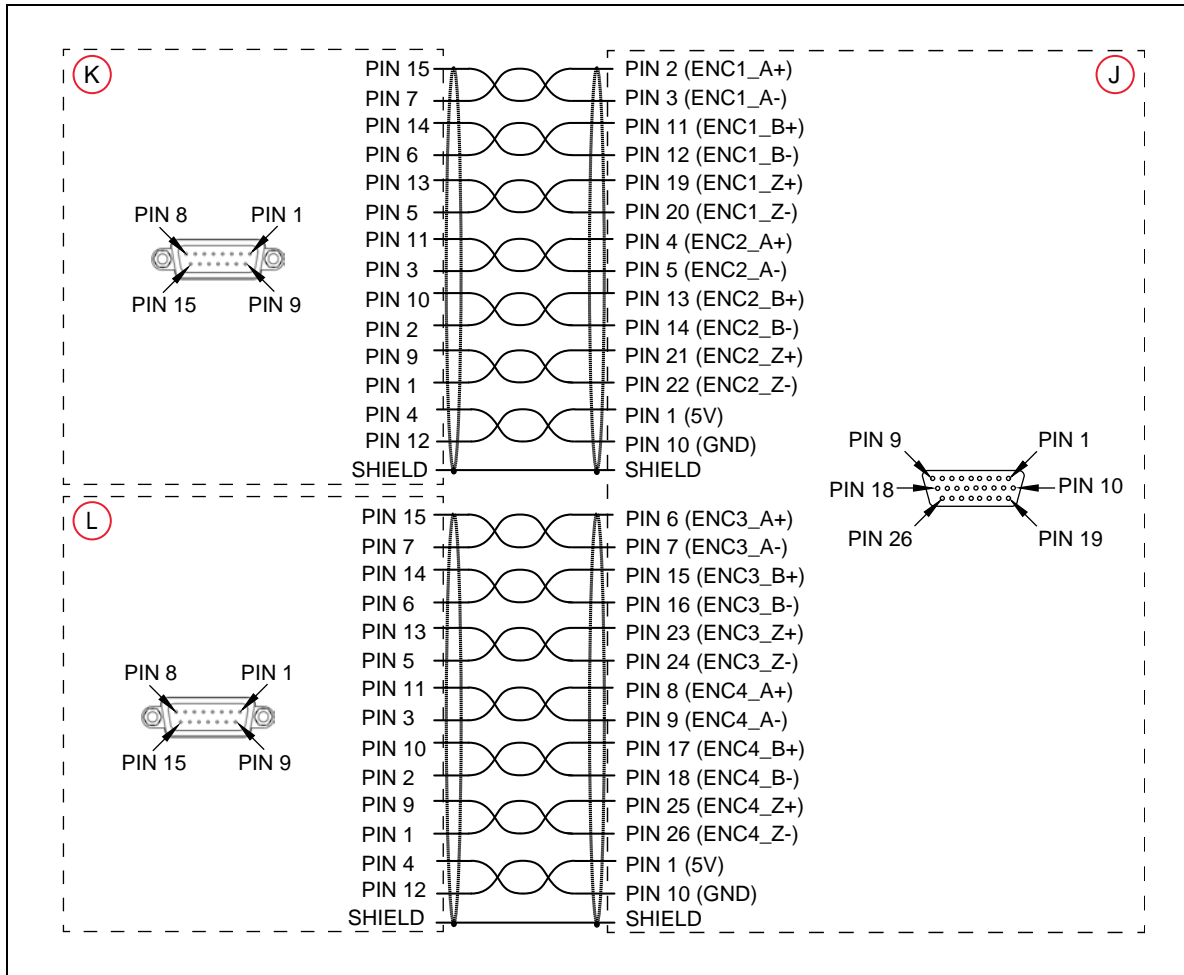 K
J
PIN 15 PIN 2 (ENC1_A+)
PIN 7 PIN 3 (ENC1_A-)
PIN 14 PIN 11 (ENC1_B+)
PIN 6 PIN 12 (ENC1_B-)
PIN 13 PIN 19 (ENC1_Z+)
PIN 5 PIN 20 (ENC1_Z-)
PIN 11 PIN 4 (ENC2_A+)
PIN 3 PIN 5 (ENC2_A-)
PIN 10 PIN 13 (ENC2_B+)
PIN 2 PIN 14 (ENC2_B-)
PIN 9 PIN 21 (ENC2_Z+)
PIN 1 PIN 22 (ENC2_Z-)
PIN 4 PIN 1 (5V)
PIN 12 PIN 10 (GND)
SHIELD SHIELD
PIN 8 PIN 1
PIN 15 PIN 9
PIN 9 PIN 1
PIN 18 PIN 10
PIN 26 PIN 19
L
PIN 15 PIN 6 (ENC3_A+)
PIN 7 PIN 7 (ENC3_A-)
PIN 14 PIN 15 (ENC3_B+)
PIN 6 PIN 16 (ENC3_B-)
PIN 13 PIN 23 (ENC3_Z+)
PIN 5 PIN 24 (ENC3_Z-)
PIN 11 PIN 8 (ENC4_A+)
PIN 3 PIN 9 (ENC4_A-)
PIN 10 PIN 17 (ENC4_B+)
PIN 2 PIN 18 (ENC4_B-)
PIN 9 PIN 25 (ENC4_Z+)
PIN 1 PIN 26 (ENC4_Z-)
PIN 4 PIN 1 (5V)
PIN 12 PIN 10 (GND)
SHIELD SHIELD
PIN 8 PIN 1
PIN 15 PIN 9